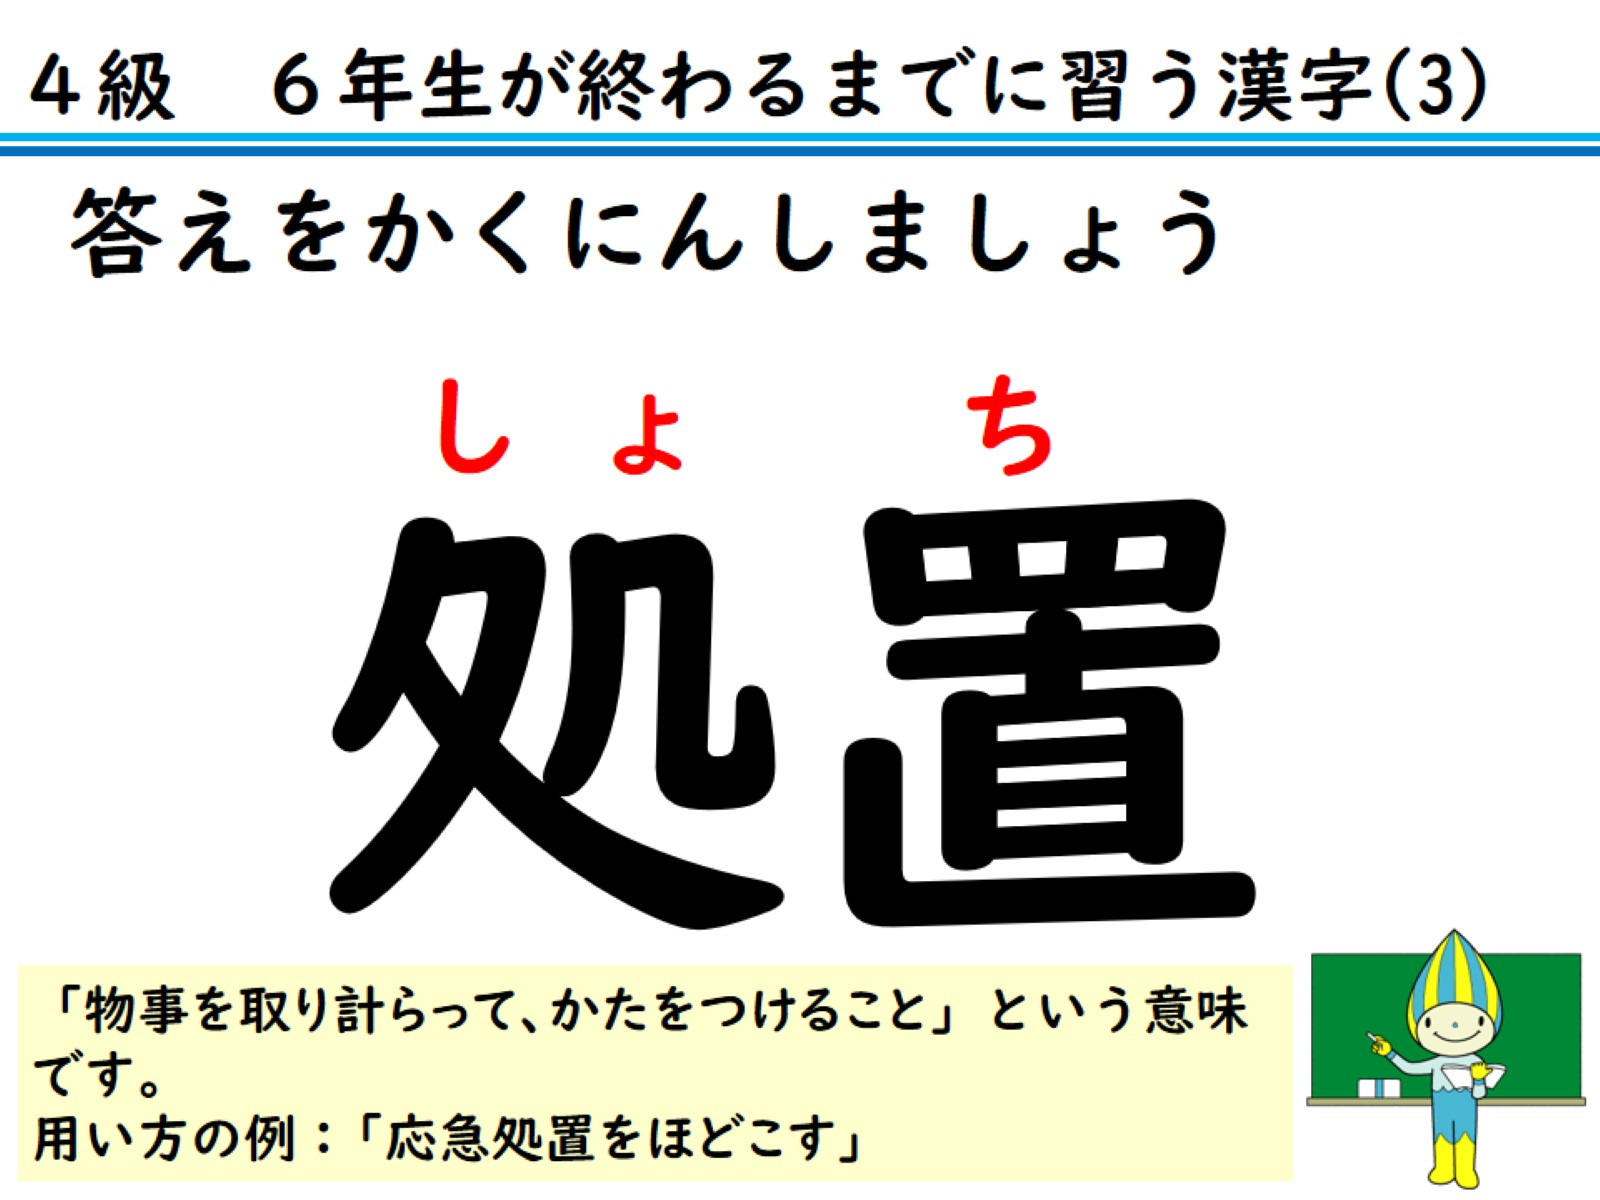 ４級　６年生が終わるまでに習う漢字(3)
答えをかくにんしましょう
しょ　ち
処置
「物事を取り計らって、かたをつけること」という意味
です。
用い方の例：「応急処置をほどこす」